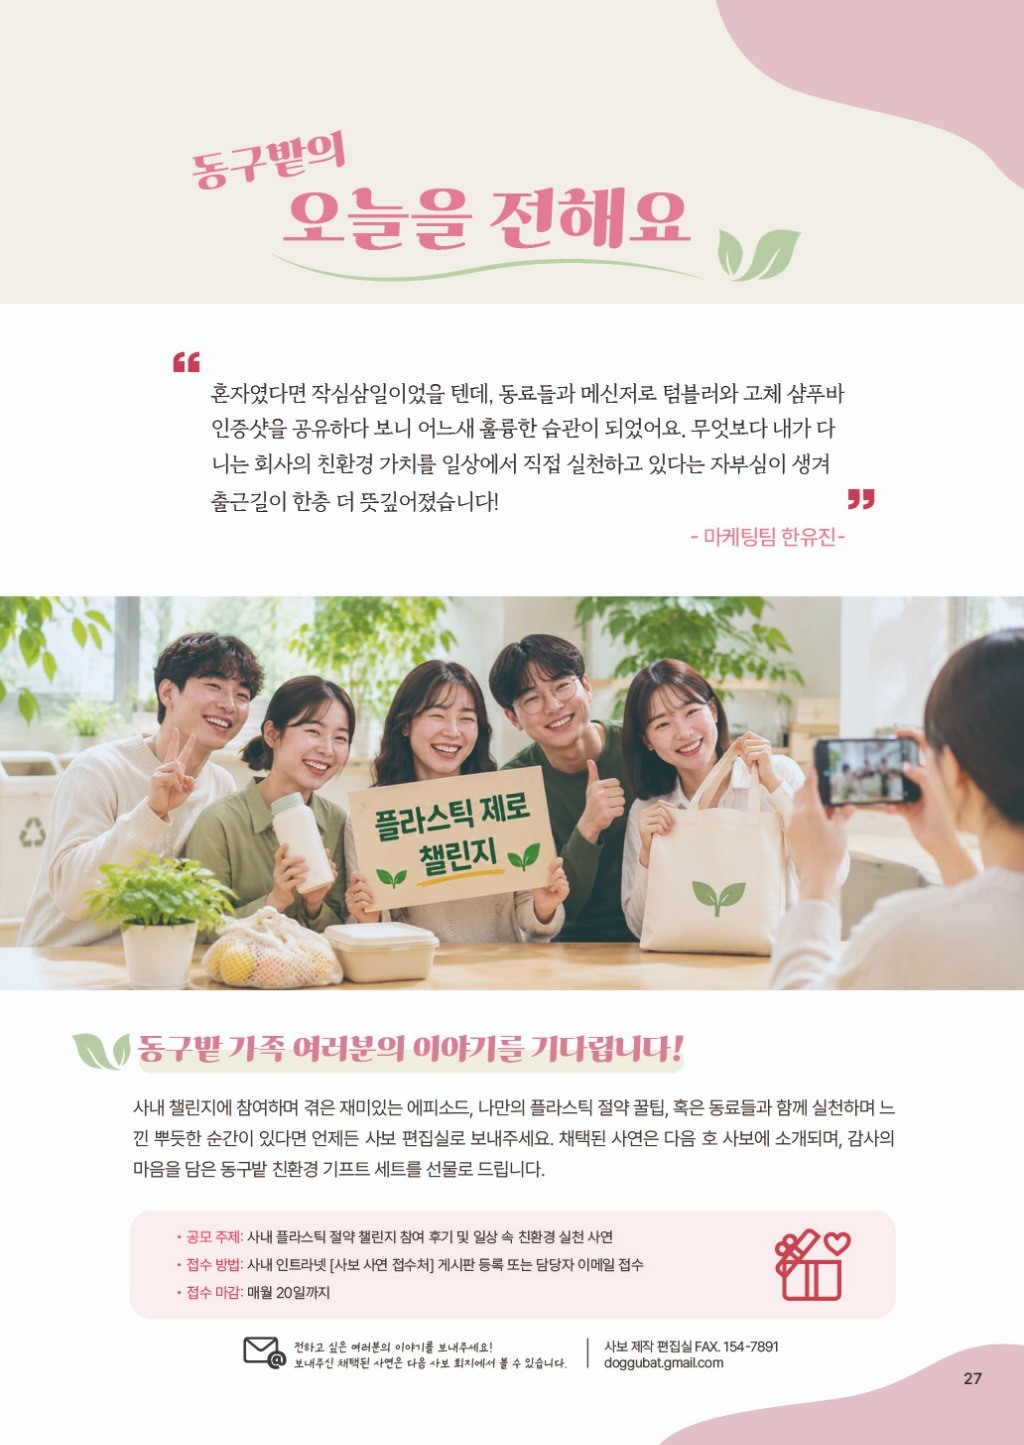 동구밭의
오늘을 전해요
“
혼자였다면 작심삼일이었을 텐데, 동료들과 메신저로 텀블러와 고체 샴푸바
인증샷을 공유하다 보니 어느새 훌륭한 습관이 되었어요. 무엇보다 내가 다
니는 회사의 친환경 가치를 일상에서 직접 실천하고 있다는 자부심이 생겨
출근길이 한층 더 뜻깊어졌습니다!
”
- 마케팅팀 한유진-
플라스틱 제로
챌린지
동구밭 가족 여러분의 이야기를 기다립니다!
사내 챌린지에 참여하며 겪은 재미있는 에피소드, 나만의 플라스틱 절약 꿀팁, 혹은 동료들과 함께 실천하며 느
낀 뿌듯한 순간이 있다면 언제든 사보 편집실로 보내주세요. 채택된 사연은 다음 호 사보에 소개되며, 감사의
마음을 담은 동구밭 친환경 기프트 세트를 선물로 드립니다.
• 공모 주제: 사내 플라스틱 절약 챌린지 참여 후기 및 일상 속 친환경 실천 사연
• 접수 방법: 사내 인트라넷 [사보 사연 접수처] 게시판 등록 또는 담당자 이메일 접수
• 접수 마감: 매월 20일까지
전하고 싶은 여러분의 이야기를 보내주세요!
보내주신 채택된 사연은 다음 사보 회지에서 볼 수 있습니다.
사보 제작 편집실 FAX. 154-7891
doggubat.gmail.com
27